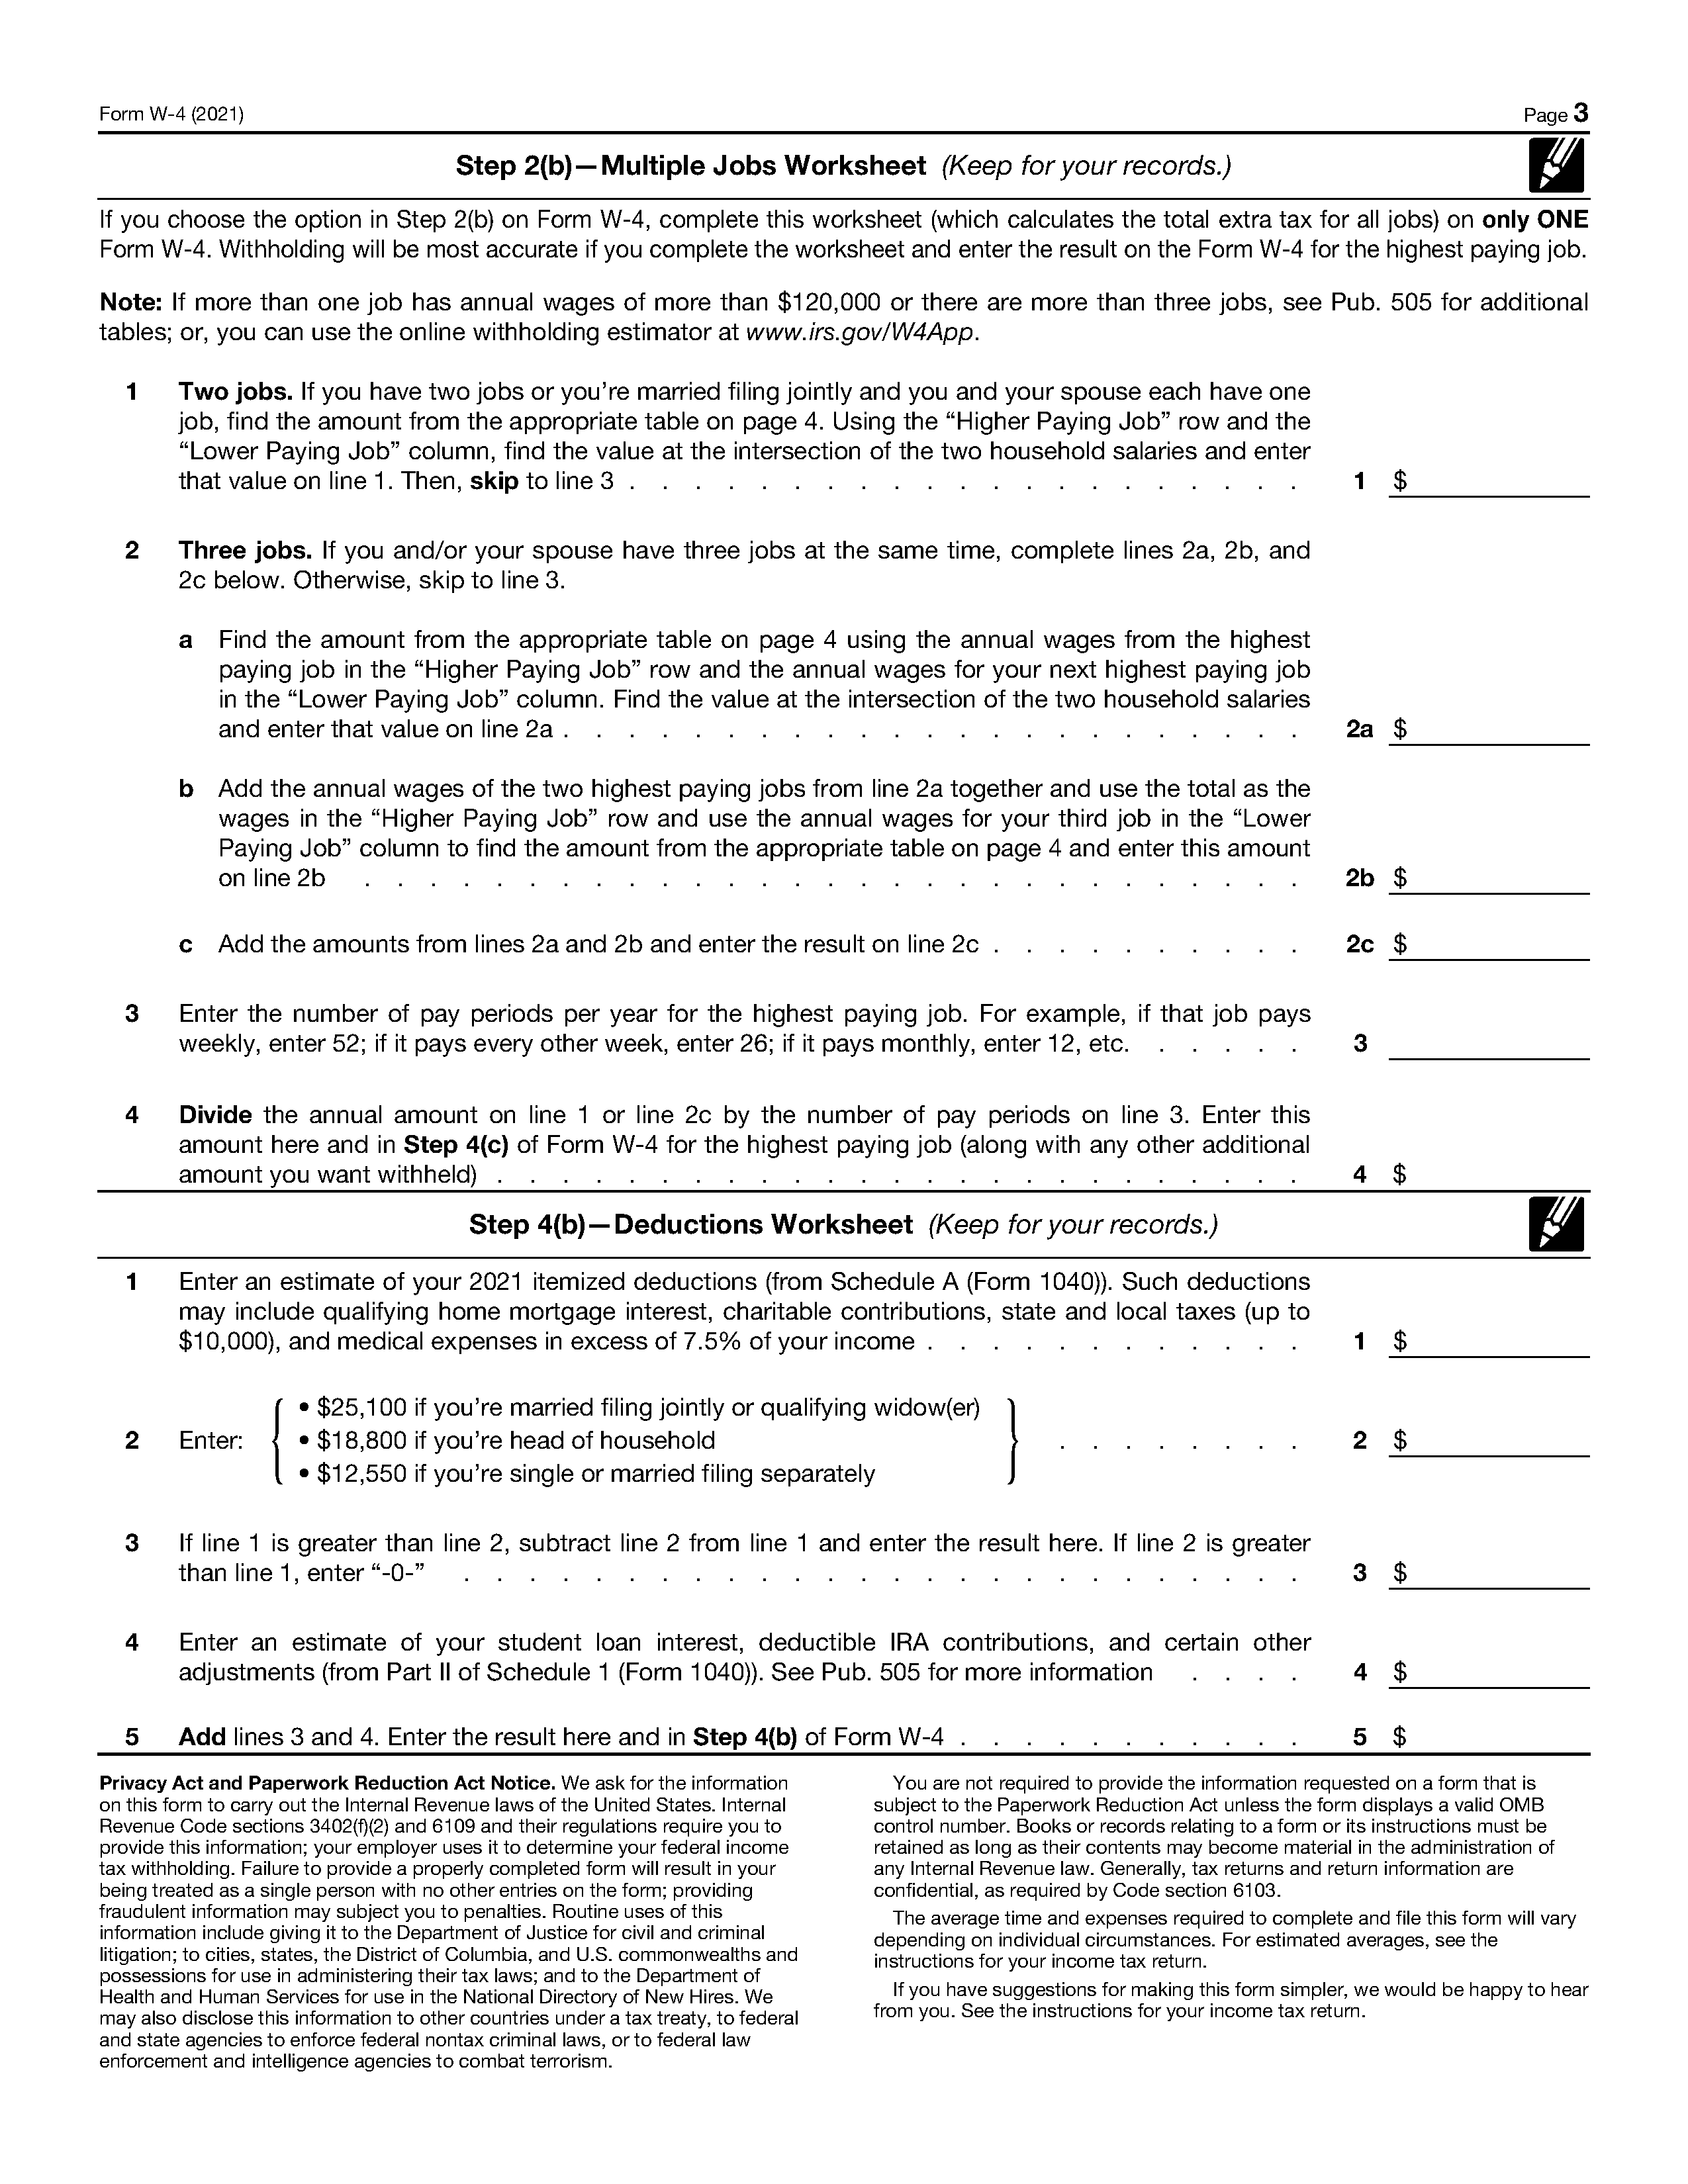 Form W-4 (2021)
Page 3
Step 2(b)—Multiple Jobs Worksheet (Keep for your records.)
If you choose the option in Step 2(b) on Form W-4, complete this worksheet (which calculates the total extra tax for all jobs) on only ONE
Form W-4. Withholding will be most accurate if you complete the worksheet and enter the result on the Form W-4 for the highest paying job.
Note: If more than one job has annual wages of more than $120,000 or there are more than three jobs, see Pub. 505 for additional
tables; or, you can use the online withholding estimator at www.irs.gov/W4App.
1 Two jobs. If you have two jobs or you’re married filing jointly and you and your spouse each have one
job, find the amount from the appropriate table on page 4. Using the “Higher Paying Job” row and the
“Lower Paying Job” column, find the value at the intersection of the two household salaries and enter
that value on line 1. Then, skip to line 3 . . . . . . . . . . . . . . . . . . . . . 1 $
2 Three jobs. If you and/or your spouse have three jobs at the same time, complete lines 2a, 2b, and
2c below. Otherwise, skip to line 3.
a Find the amount from the appropriate table on page 4 using the annual wages from the highest
paying job in the “Higher Paying Job” row and the annual wages for your next highest paying job
in the “Lower Paying Job” column. Find the value at the intersection of the two household salaries
and enter that value on line 2a . . . . . . . . . . . . . . . . . . . . . . . 2a $
b Add the annual wages of the two highest paying jobs from line 2a together and use the total as the
wages in the “Higher Paying Job” row and use the annual wages for your third job in the “Lower
Paying Job” column to find the amount from the appropriate table on page 4 and enter this amount
on line 2b . . . . . . . . . . . . . . . . . . . . . . . . . . . . . 2b $
c Add the amounts from lines 2a and 2b and enter the result on line 2c . . . . . . . . . . 2c $
3 Enter the number of pay periods per year for the highest paying job. For example, if that job pays
weekly, enter 52; if it pays every other week, enter 26; if it pays monthly, enter 12, etc. . . . . . 3
4 Divide the annual amount on line 1 or line 2c by the number of pay periods on line 3. Enter this
amount here and in Step 4(c) of Form W-4 for the highest paying job (along with any other additional
amount you want withheld) . . . . . . . . . . . . . . . . . . . . . . . . . 4 $
Step 4(b)—Deductions Worksheet (Keep for your records.)
1 Enter an estimate of your 2021 itemized deductions (from Schedule A (Form 1040)). Such deductions
may include qualifying home mortgage interest, charitable contributions, state and local taxes (up to
$10,000), and medical expenses in excess of 7.5% of your income . . . . . . . . . . . . 1 $
• $25,100 if you’re married filing jointly or qualifying widow(er)
2 Enter: • $18,800 if you’re head of household . . . . . . . . 2 $
• $12,550 if you’re single or married filing separately
3 If line 1 is greater than line 2, subtract line 2 from line 1 and enter the result here. If line 2 is greater
than line 1, enter “-0-” . . . . . . . . . . . . . . . . . . . . . . . . . . 3 $
4 Enter an estimate of your student loan interest, deductible IRA contributions, and certain other
adjustments (from Part II of Schedule 1 (Form 1040)). See Pub. 505 for more information . . . . 4 $
5 Add lines 3 and 4. Enter the result here and in Step 4(b) of Form W-4 . . . . . . . . . . . 5 $
Privacy Act and Paperwork Reduction Act Notice. We ask for the information
on this form to carry out the Internal Revenue laws of the United States. Internal
Revenue Code sections 3402(f)(2) and 6109 and their regulations require you to
provide this information; your employer uses it to determine your federal income
tax withholding. Failure to provide a properly completed form will result in your
being treated as a single person with no other entries on the form; providing
fraudulent information may subject you to penalties. Routine uses of this
information include giving it to the Department of Justice for civil and criminal
litigation; to cities, states, the District of Columbia, and U.S. commonwealths and
possessions for use in administering their tax laws; and to the Department of
Health and Human Services for use in the National Directory of New Hires. We
may also disclose this information to other countries under a tax treaty, to federal
and state agencies to enforce federal nontax criminal laws, or to federal law
enforcement and intelligence agencies to combat terrorism.
You are not required to provide the information requested on a form that is
subject to the Paperwork Reduction Act unless the form displays a valid OMB
control number. Books or records relating to a form or its instructions must be
retained as long as their contents may become material in the administration of
any Internal Revenue law. Generally, tax returns and return information are
confidential, as required by Code section 6103.
The average time and expenses required to complete and file this form will vary
depending on individual circumstances. For estimated averages, see the
instructions for your income tax return.
If you have suggestions for making this form simpler, we would be happy to hear
from you. See the instructions for your income tax return.